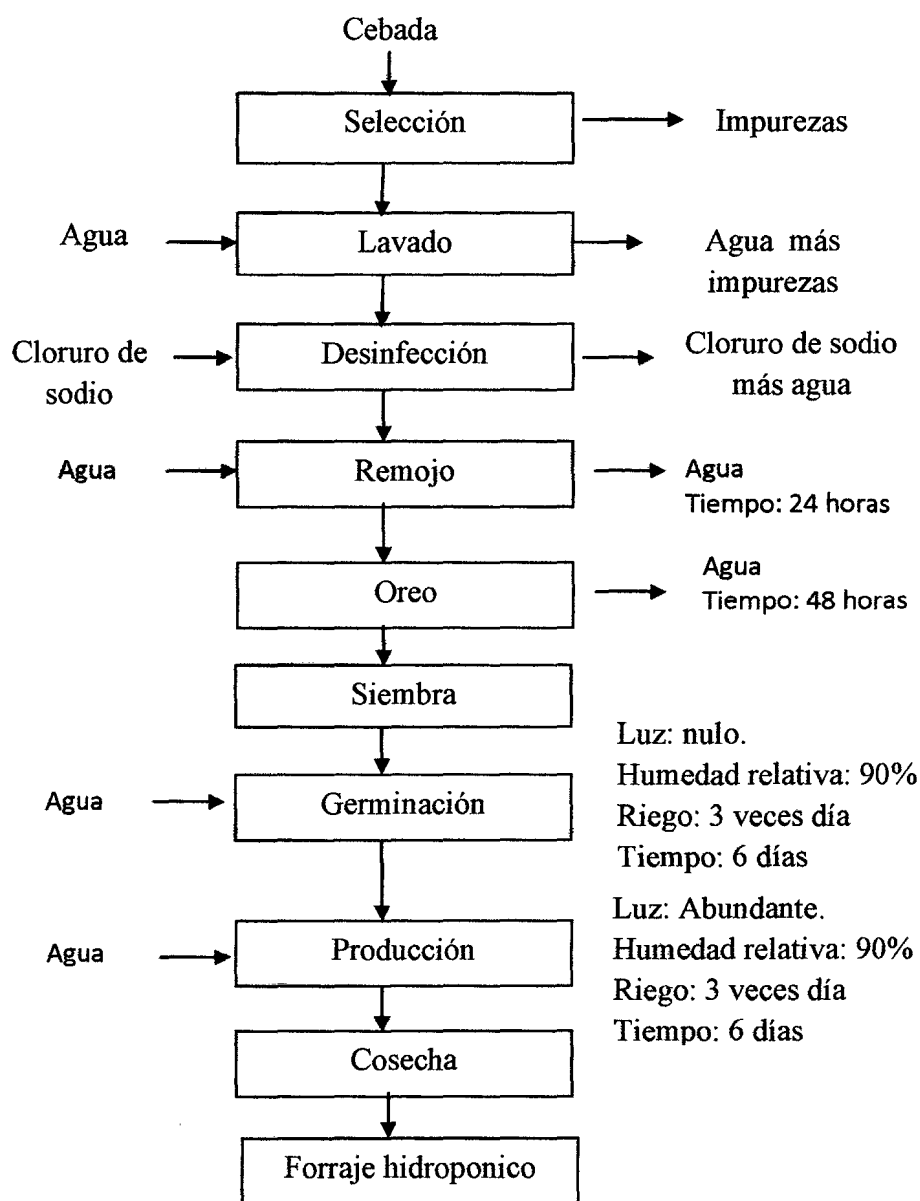 Cebada
Selección
Impurezas
Agua
Lavado
Agua más
impurezas
Cloruro de
sodio
Desinfección
Cloruro de sodio
más agua
Agua
Remojo
Agua
Tiempo: 24 horas
Oreo
Agua
Tiempo: 48 horas
Siembra
Agua
Germinación
Luz: nulo.
Humedad relativa: 90%
Riego: 3 veces día
Tiempo: 6 días
Agua
Producción
Luz: Abundante.
Humedad relativa: 90%
Riego: 3 veces día
Tiempo: 6 días
Cosecha
Forraje hidroponico